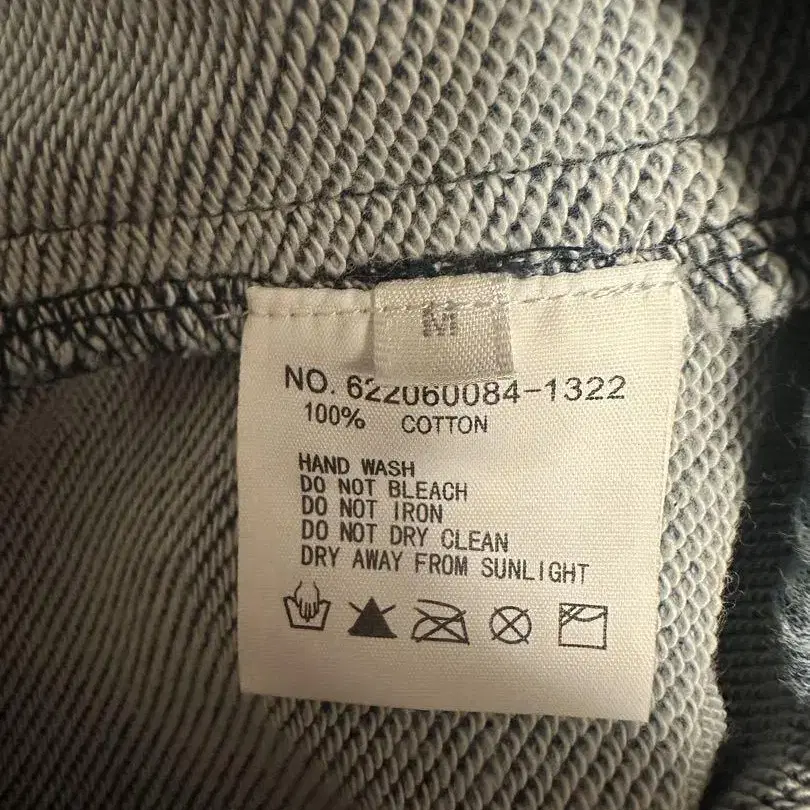 M
NO. 622060084-1322
100% COTTON
HAND WASH
DO NOT BLEACH
DO NOT IRON
DO NOT DRY CLEAN
DRY AWAY FROM SUNLIGHT